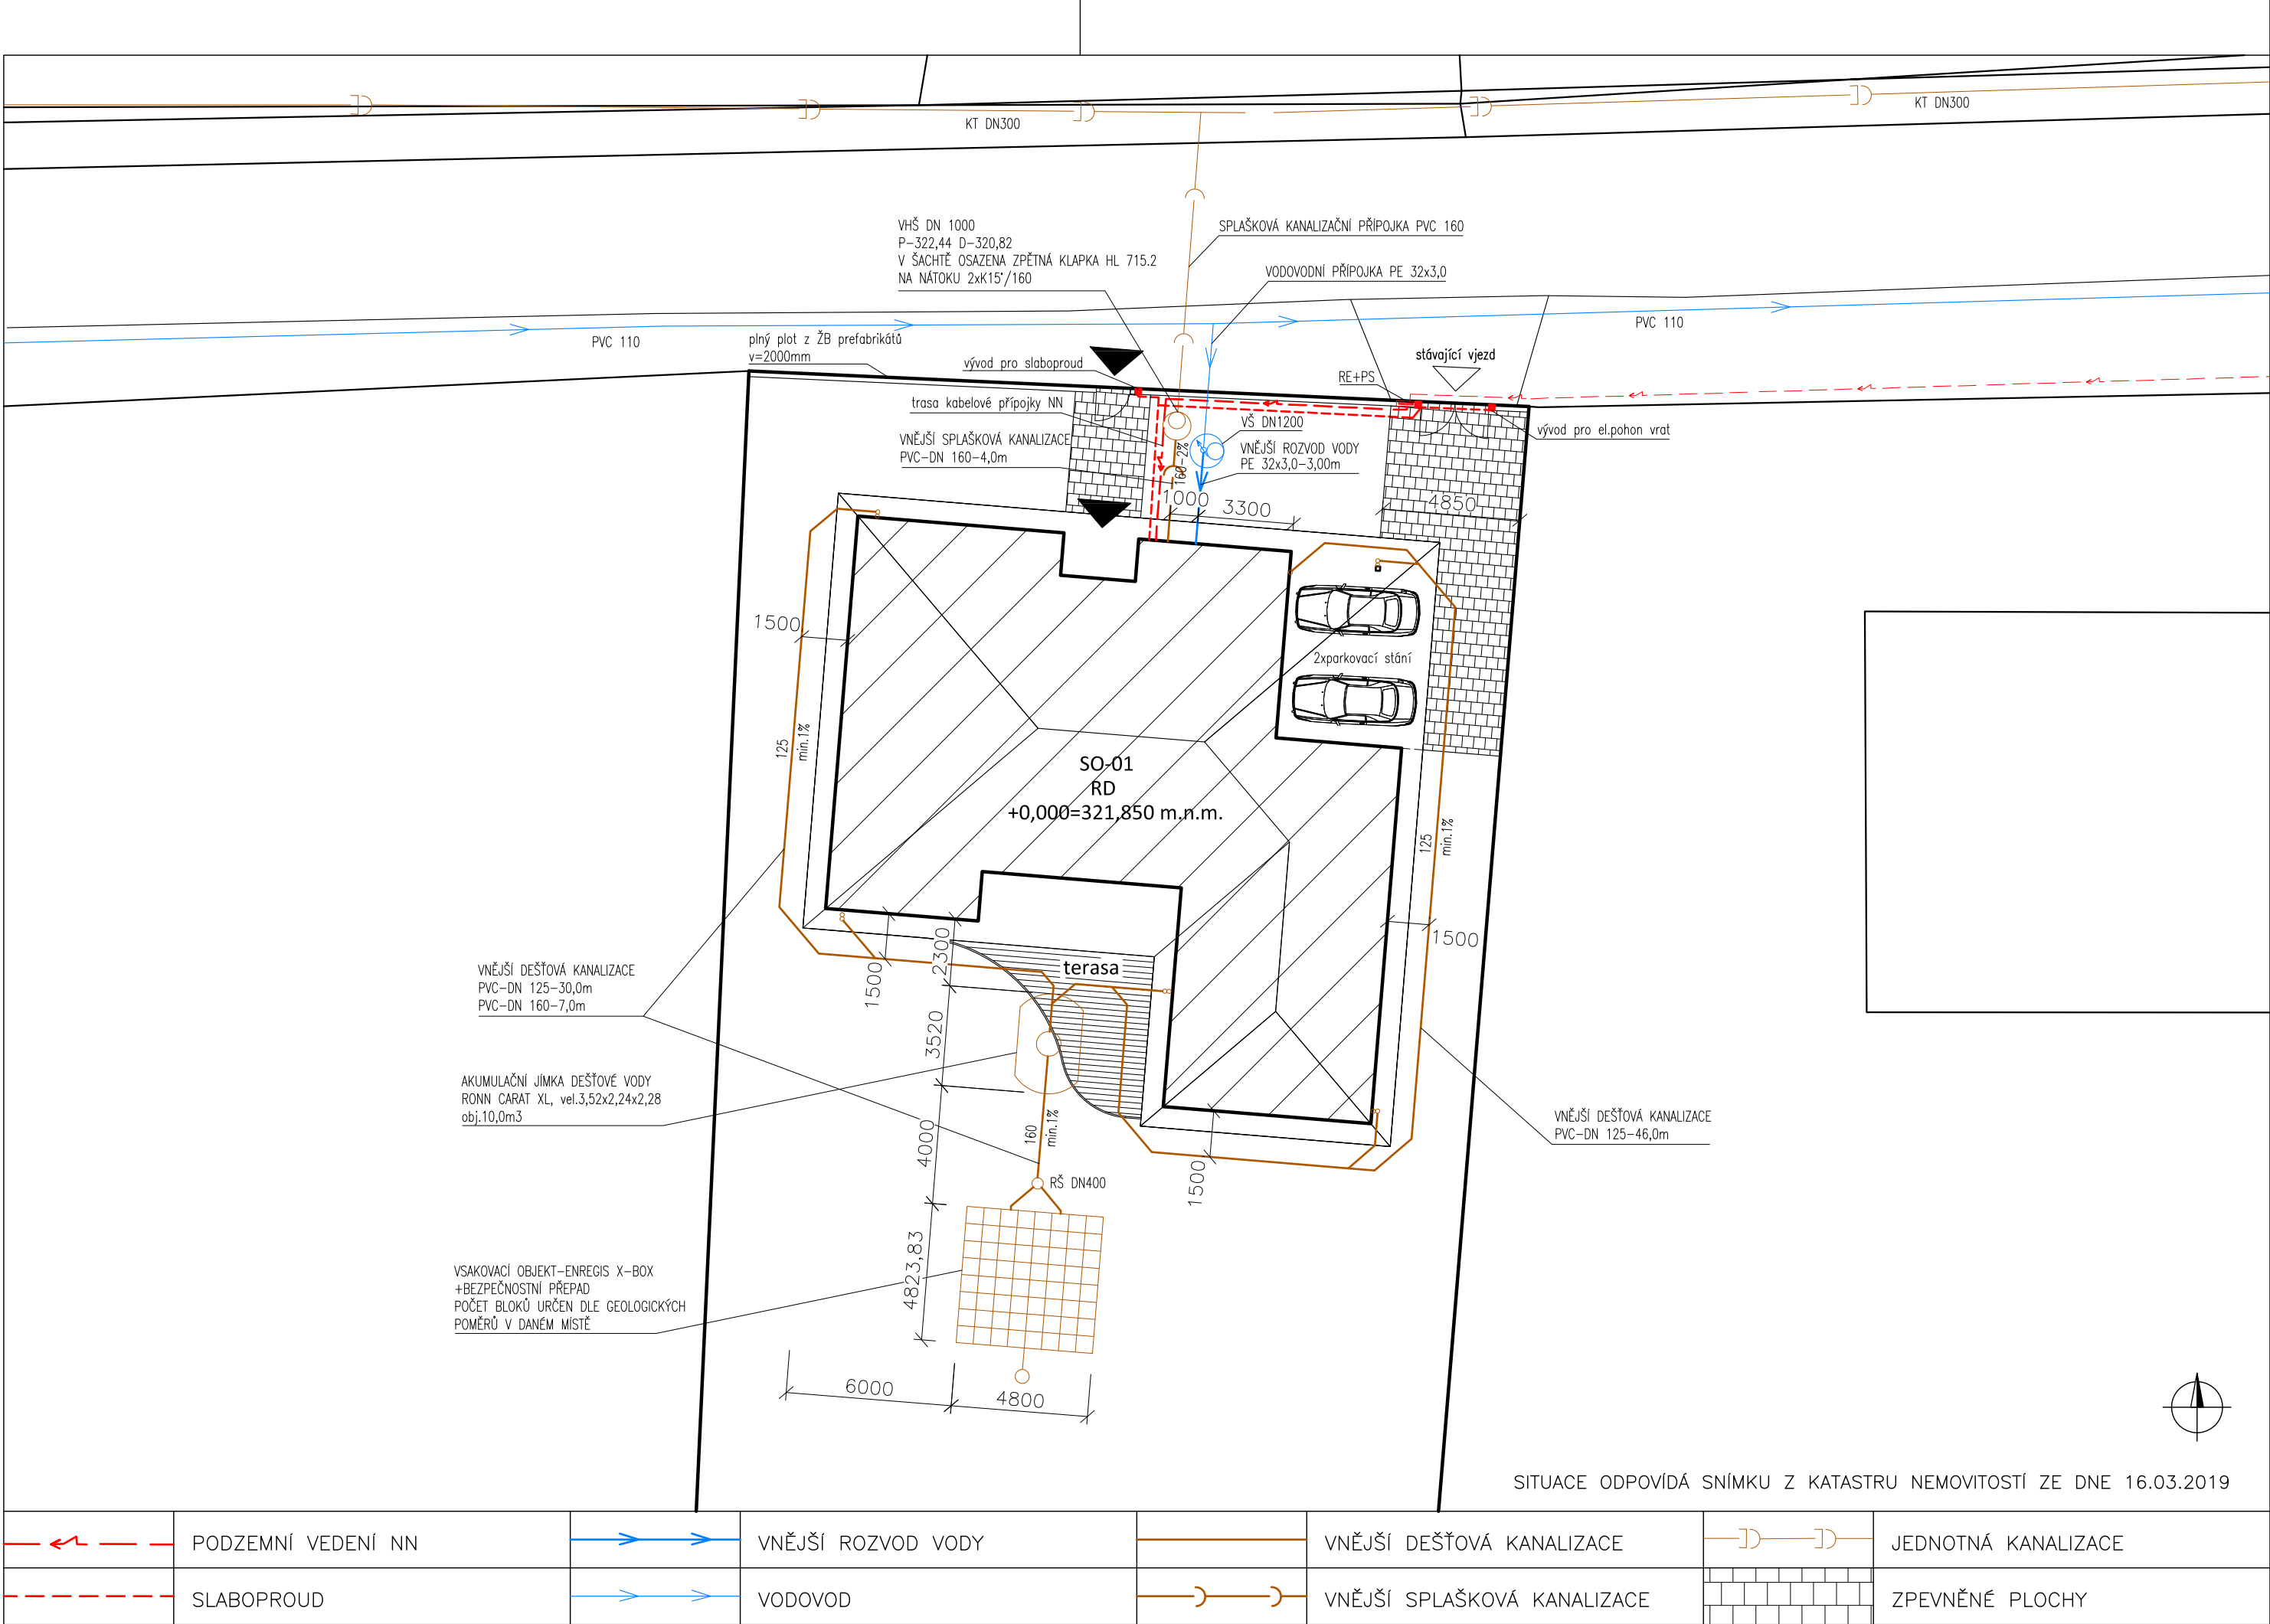 KT DN300
KT DN300
VHŠ DN 1000
P-322,44 D-320,82
V ŠACHTĚ OSAZENA ZPĚTNÁ KLAPKA HL 715.2
NA NÁTOKU 2xK15°/160
SPLAŠKOVÁ KANALIZAČNÍ PŘÍPOJKA PVC 160
VODOVODNÍ PŘÍPOJKA PE 32x3,0
PVC 110
PVC 110
plný plot z ŽB prefabrikátů
v=2000mm
vývod pro slaboproud
stávající vjezd
RE+PS
trasa kabelové přípojky NN
VŠ DN1200
vývod pro el.pohon vrat
VNĚJŠÍ SPLAŠKOVÁ KANALIZACE
PVC-DN 160-4,0m
160-2%
VNĚJŠÍ ROZVOD VODY
PE 32x3,0-3,00m
1000
3300
4850
1500
2xparkovací stání
125
min.1%
SO-01
RD
+0,000=321,850 m.n.m.
125
min.1%
1500
2300
1500
terasa
VNĚJŠÍ DEŠŤOVÁ KANALIZACE
PVC-DN 125-30,0m
PVC-DN 160-7,0m
3520
AKUMULAČNÍ JÍMKA DEŠŤOVÉ VODY
RONN CARAT XL, vel.3,52x2,24x2,28
obj.10,0m3
4000
160
min.1%
VNĚJŠÍ DEŠŤOVÁ KANALIZACE
PVC-DN 125-46,0m
1500
RŠ DN400
4823,83
VSAKOVACÍ OBJEKT-ENREGIS X-BOX
+BEZPEČNOSTNÍ PŘEPAD
POČET BLOKŮ URČEN DLE GEOLOGICKÝCH
POMĚRŮ V DANÉM MÍSTĚ
6000
4800
SITUACE ODPOVÍDÁ SNÍMKU Z KATASTRU NEMOVITOSTÍ ZE DNE 16.03.2019
PODZEMNÍ VEDENÍ NN
VNĚJŠÍ ROZVOD VODY
VNĚJŠÍ DEŠŤOVÁ KANALIZACE
JEDNOTNÁ KANALIZACE
SLABOPROUD
VODOVOD
VNĚJŠÍ SPLAŠKOVÁ KANALIZACE
ZPEVNĚNÉ PLOCHY